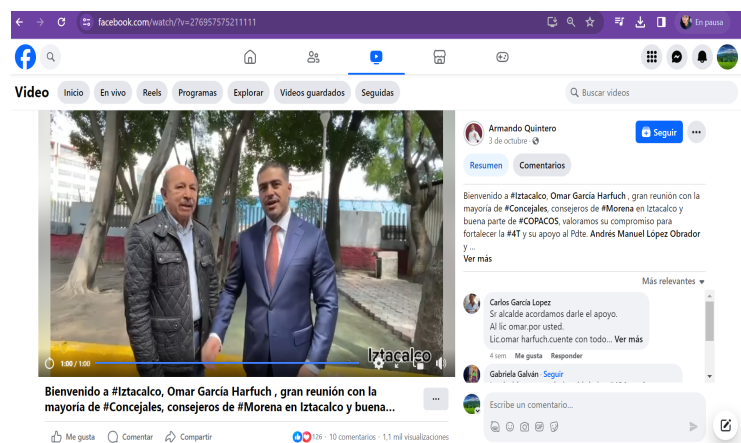 facebook.com/watch/?v=276957575211111
En pausa
Video
Inicio
En vivo
Reels
Programas
Explorar
Videos guardados
Seguidas
Buscar videos
Iztacalco
1:00 / 1:00
Bienvenido a #Iztacalco, Omar García Harfuch , gran reunión con la
mayoría de #Concejales, consejeros de #Morena en Iztacalco y buena...
Me gusta
Comentar
Compartir
126 · 10 comentarios · 1,1 mil visualizaciones
Armando Quintero
3 de octubre ·
Seguir
Resumen
Comentarios
Bienvenido a #Iztacalco, Omar García Harfuch , gran reunión con la
mayoría de #Concejales, consejeros de #Morena en Iztacalco y
buena parte de #COPACOS, valoramos su compromiso para
fortalecer la #4T y su apoyo al Pdte. Andrés Manuel López Obrador
y ...
Ver más
Más relevantes
Carlos Garcia Lopez
Sr alcalde acordamos darle el apoyo.
Al lic omar.por usted.
Lic.omar harfuch.cuente con todo... Ver más
4 sem Me gusta Responder
Gabriela Galván · Seguir
Escribe un comentario...